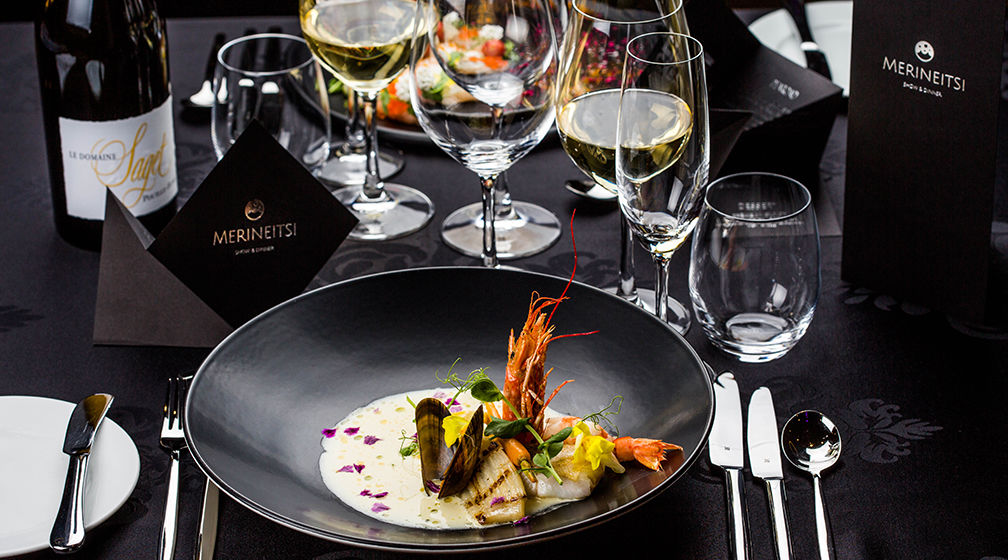 LE DOMAINE
Saget
MERINEITSI
SHOW & DINNER
MERINEITSI
SHOW & DINNER